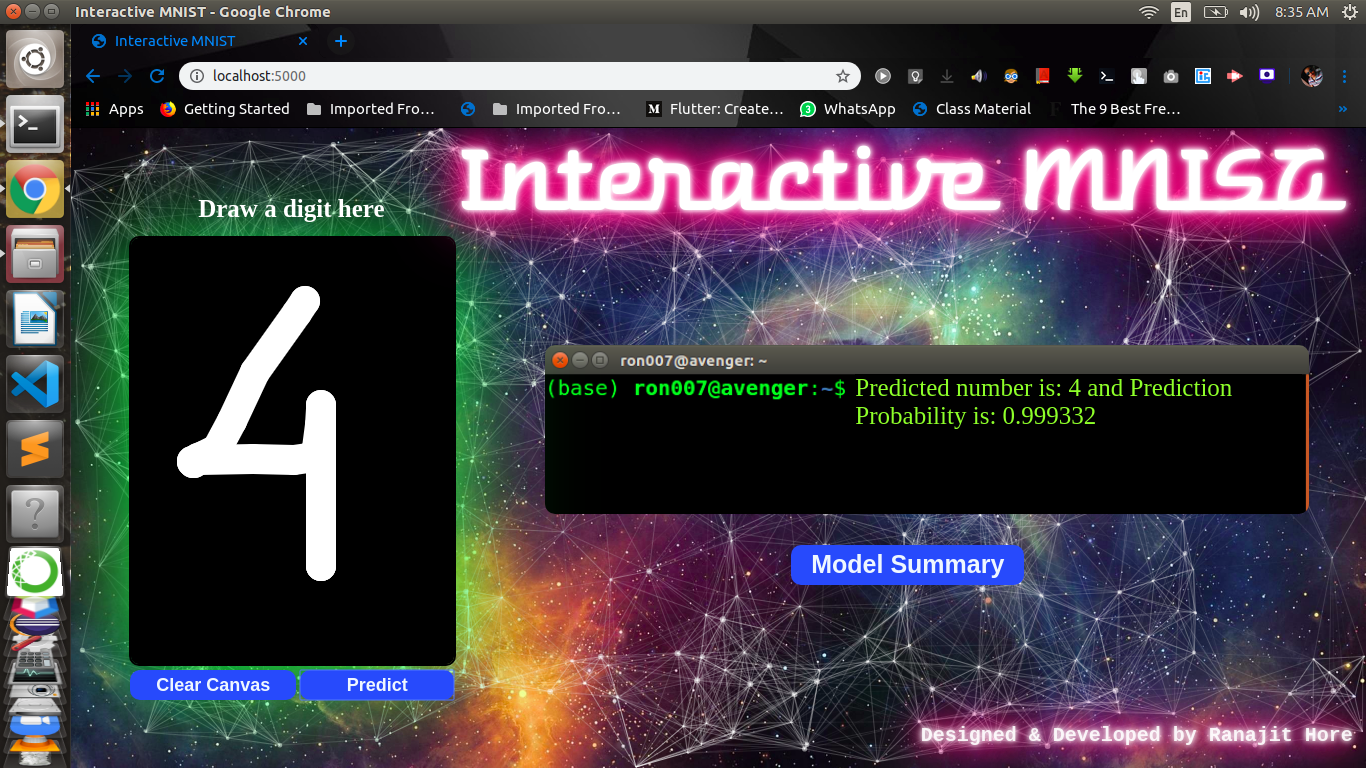 Interactive MNIST - Google Chrome
En
8:35 AM
Interactive MNIST
localhost:5000
Apps
Getting Started
Imported Fro…
Imported Fro…
M
Flutter: Create…
3
WhatsApp
Class Material
F
The 9 Best Fre…
»
Interactive MNIST
Draw a digit here
4
ron007@avenger: ~
(base) ron007@avenger:~$ Predicted number is: 4 and Prediction
Probability is: 0.999332
Model Summary
Clear Canvas
Predict
Designed & Developed by Ranajit Hore